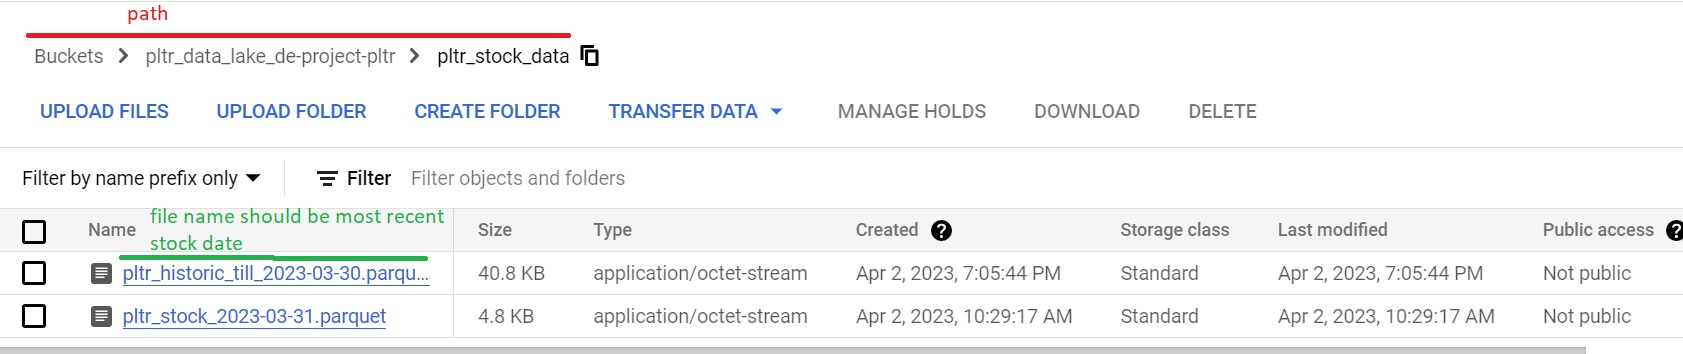 path
Buckets > pltr_data_lake_de-project-pltr > pltr_stock_data
UPLOAD FILES UPLOAD FOLDER CREATE FOLDER TRANSFER DATA MANAGE HOLDS DOWNLOAD DELETE
Filter by name prefix only Filter Filter objects and folders
file name should be most recent
stock date
Name Size Type Created ? Storage class Last modified Public access ?
pltr_historic_till_2023-03-30.parqu... 40.8 KB application/octet-stream Apr 2, 2023, 7:05:44 PM Standard Apr 2, 2023, 7:05:44 PM Not public
pltr_stock_2023-03-31.parquet 4.8 KB application/octet-stream Apr 2, 2023, 10:29:17 AM Standard Apr 2, 2023, 10:29:17 AM Not public